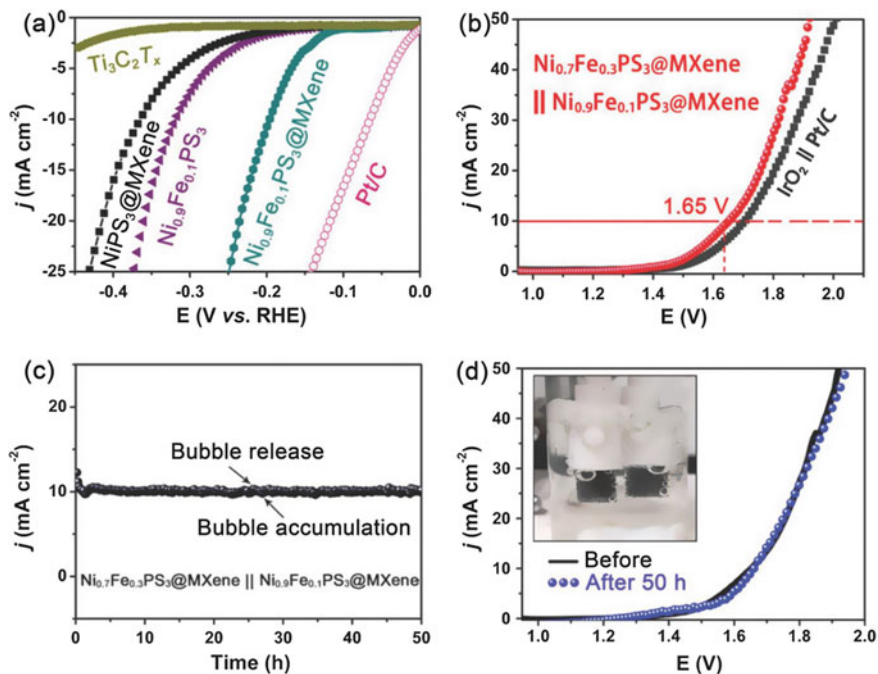 (a)
0
-5
-10
-15
-20
-25
j (mA cm⁻²)
-0.4
-0.3
-0.2
-0.1
0.0
E (V vs. RHE)
Ti₃C₂Tₓ
NiPS₃@MXene
Ni₀.₉Fe₀.₁PS₃
Ni₀.₉Fe₀.₁PS₃@MXene
Pt/C
(b)
50
40
30
20
10
0
j (mA cm⁻²)
1.0
1.2
1.4
1.6
1.8
2.0
E (V)
Ni₀.₇Fe₀.₃PS₃@MXene
|| Ni₀.₉Fe₀.₁PS₃@MXene
IrO₂ || Pt/C
1.65 V
(c)
20
10
0
j (mA cm⁻²)
0
10
20
30
40
50
Time (h)
Bubble release
Bubble accumulation
Ni₀.₇Fe₀.₃PS₃@MXene || Ni₀.₉Fe₀.₁PS₃@MXene
(d)
50
40
30
20
10
0
j (mA cm⁻²)
1.0
1.2
1.4
1.6
1.8
2.0
E (V)
Before
After 50 h